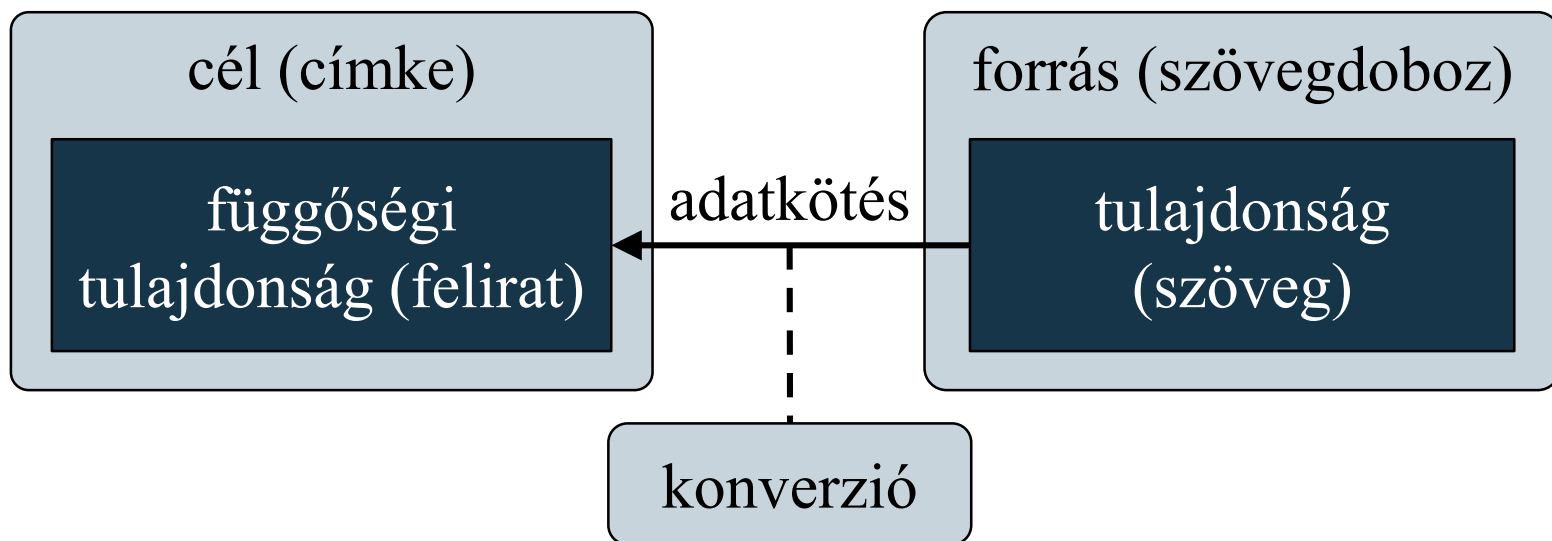 cél (címke)
függőségi
tulajdonság (felirat)
adatkötés
forrás (szövegdoboz)
tulajdonság
(szöveg)
konverzió